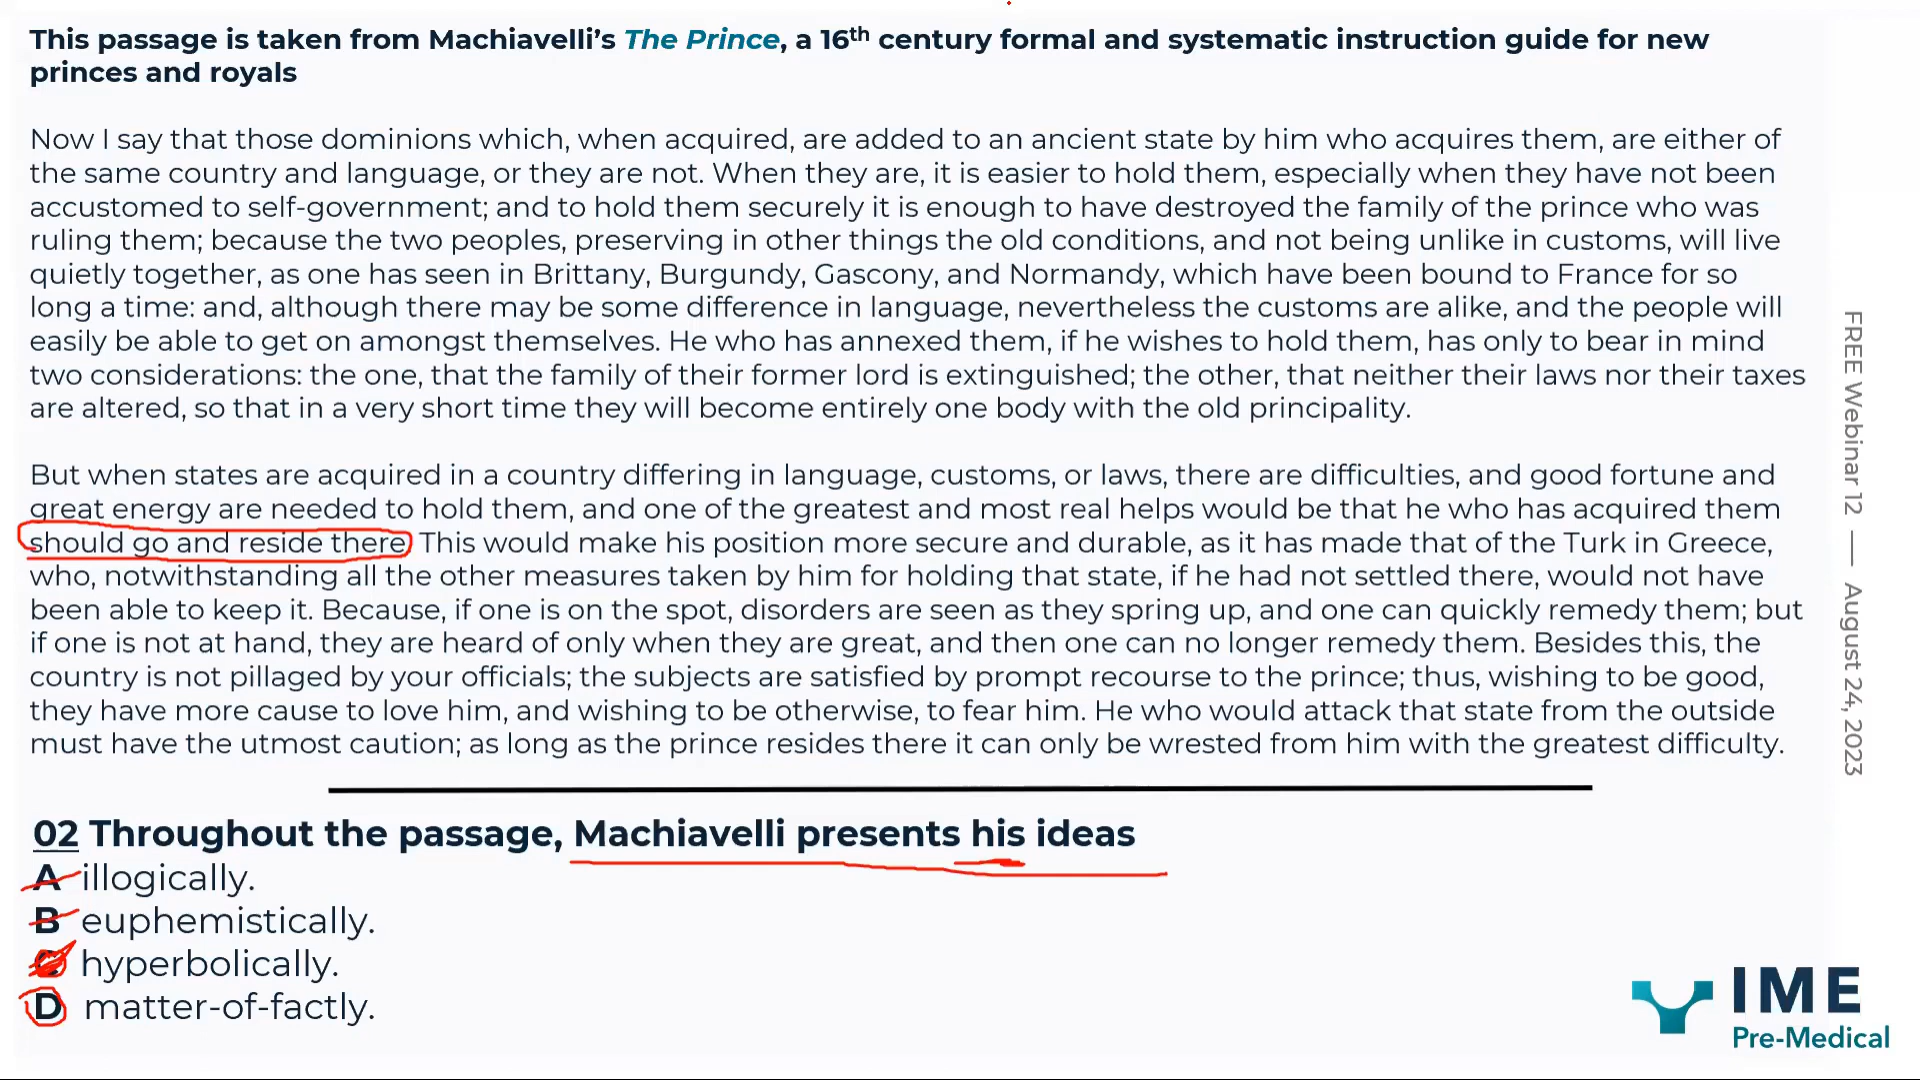 This passage is taken from Machiavelli's The Prince, a 16th century formal and systematic instruction guide for new
princes and royals
Now I say that those dominions which, when acquired, are added to an ancient state by him who acquires them, are either of
the same country and language, or they are not. When they are, it is easier to hold them, especially when they have not been
accustomed to self-government; and to hold them securely it is enough to have destroyed the family of the prince who was
ruling them; because the two peoples, preserving in other things the old conditions, and not being unlike in customs, will live
quietly together, as one has seen in Brittany, Burgundy, Gascony, and Normandy, which have been bound to France for so
long a time: and, although there may be some difference in language, nevertheless the customs are alike, and the people will
easily be able to get on amongst themselves. He who has annexed them, if he wishes to hold them, has only to bear in mind
two considerations: the one, that the family of their former lord is extinguished; the other, that neither their laws nor their taxes
are altered, so that in a very short time they will become entirely one body with the old principality.
But when states are acquired in a country differing in language, customs, or laws, there are difficulties, and good fortune and
great energy are needed to hold them, and one of the greatest and most real helps would be that he who has acquired them
should go and reside there. This would make his position more secure and durable, as it has made that of the Turk in Greece,
who, notwithstanding all the other measures taken by him for holding that state, if he had not settled there, would not have
been able to keep it. Because, if one is on the spot, disorders are seen as they spring up, and one can quickly remedy them; but
if one is not at hand, they are heard of only when they are great, and then one can no longer remedy them. Besides this, the
country is not pillaged by your officials; the subjects are satisfied by prompt recourse to the prince; thus, wishing to be good,
they have more cause to love him, and wishing to be otherwise, to fear him. He who would attack that state from the outside
must have the utmost caution; as long as the prince resides there it can only be wrested from him with the greatest difficulty.
02 Throughout the passage, Machiavelli presents his ideas
A illogically.
B euphemistically.
C hyperbolically.
D matter-of-factly.
FREE Webinar 12 — August 24, 2023
IME
Pre-Medical